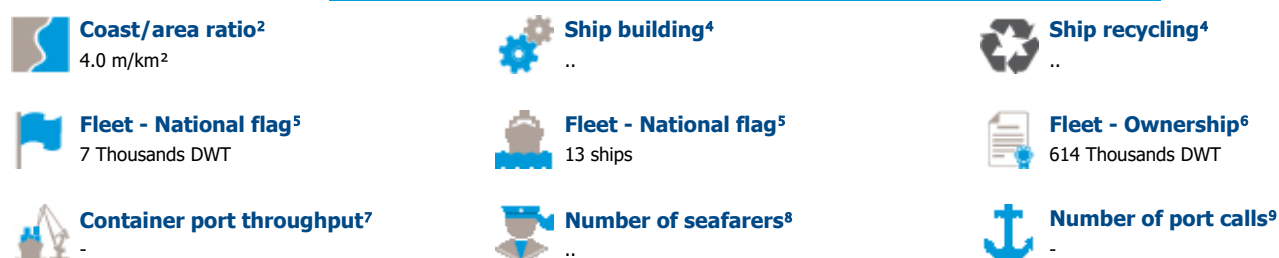 Coast/area ratio²
4.0 m/km²
Ship building⁴
..
Ship recycling⁴
..
Fleet - National flag⁵
7 Thousands DWT
Fleet - National flag⁵
13 ships
Fleet - Ownership⁶
614 Thousands DWT
Container port throughput⁷
-
Number of seafarers⁸
..
Number of port calls⁹
-